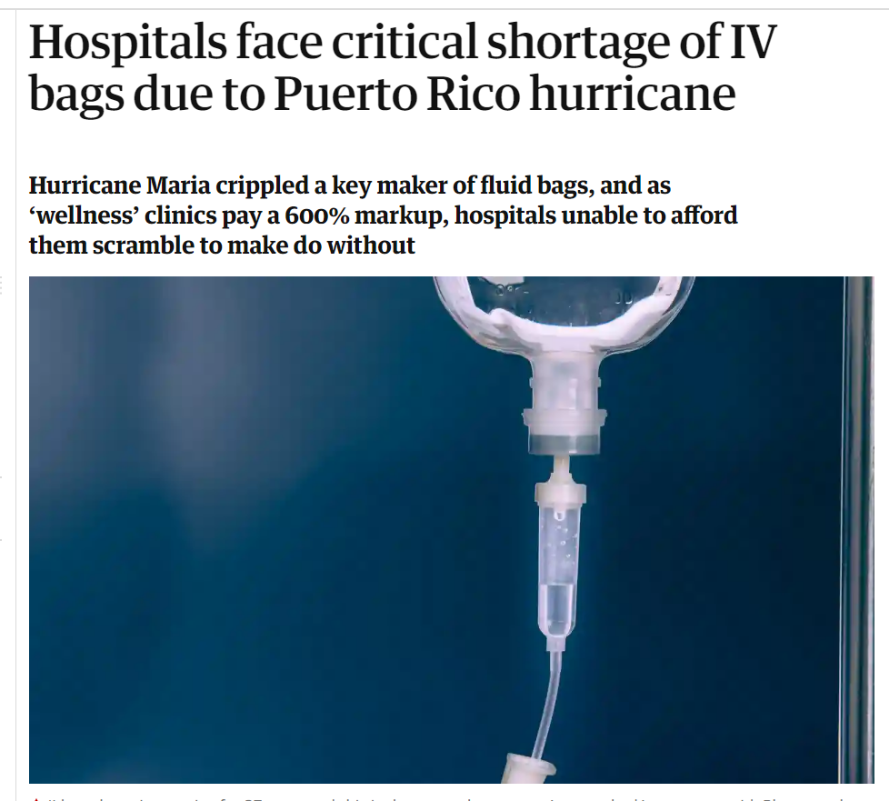 Hospitals face critical shortage of IV
bags due to Puerto Rico hurricane
Hurricane Maria crippled a key maker of fluid bags, and as
‘wellness’ clinics pay a 600% markup, hospitals unable to afford
them scramble to make do without